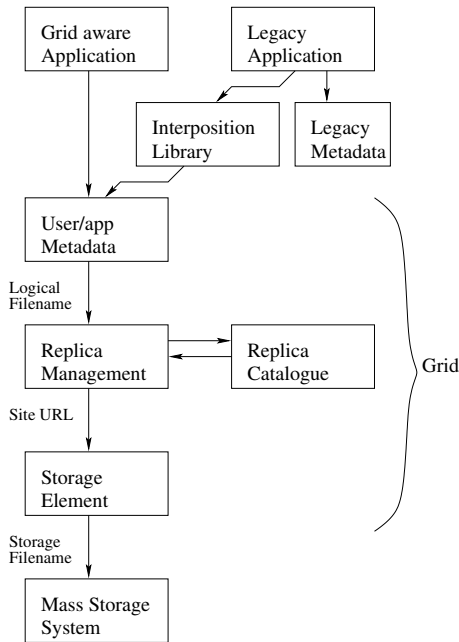 Grid aware
Application
Legacy
Application
Interposition
Library
Legacy
Metadata
User/app
Metadata
Logical
Filename
Replica
Management
Replica
Catalogue
Grid
Site URL
Storage
Element
Storage
Filename
Mass Storage
System